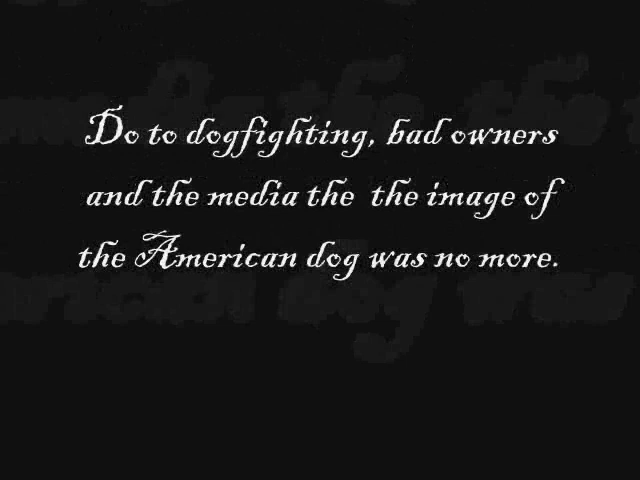 Do to dogfighting, bad owners
and the media the the image of
the American dog was no more.